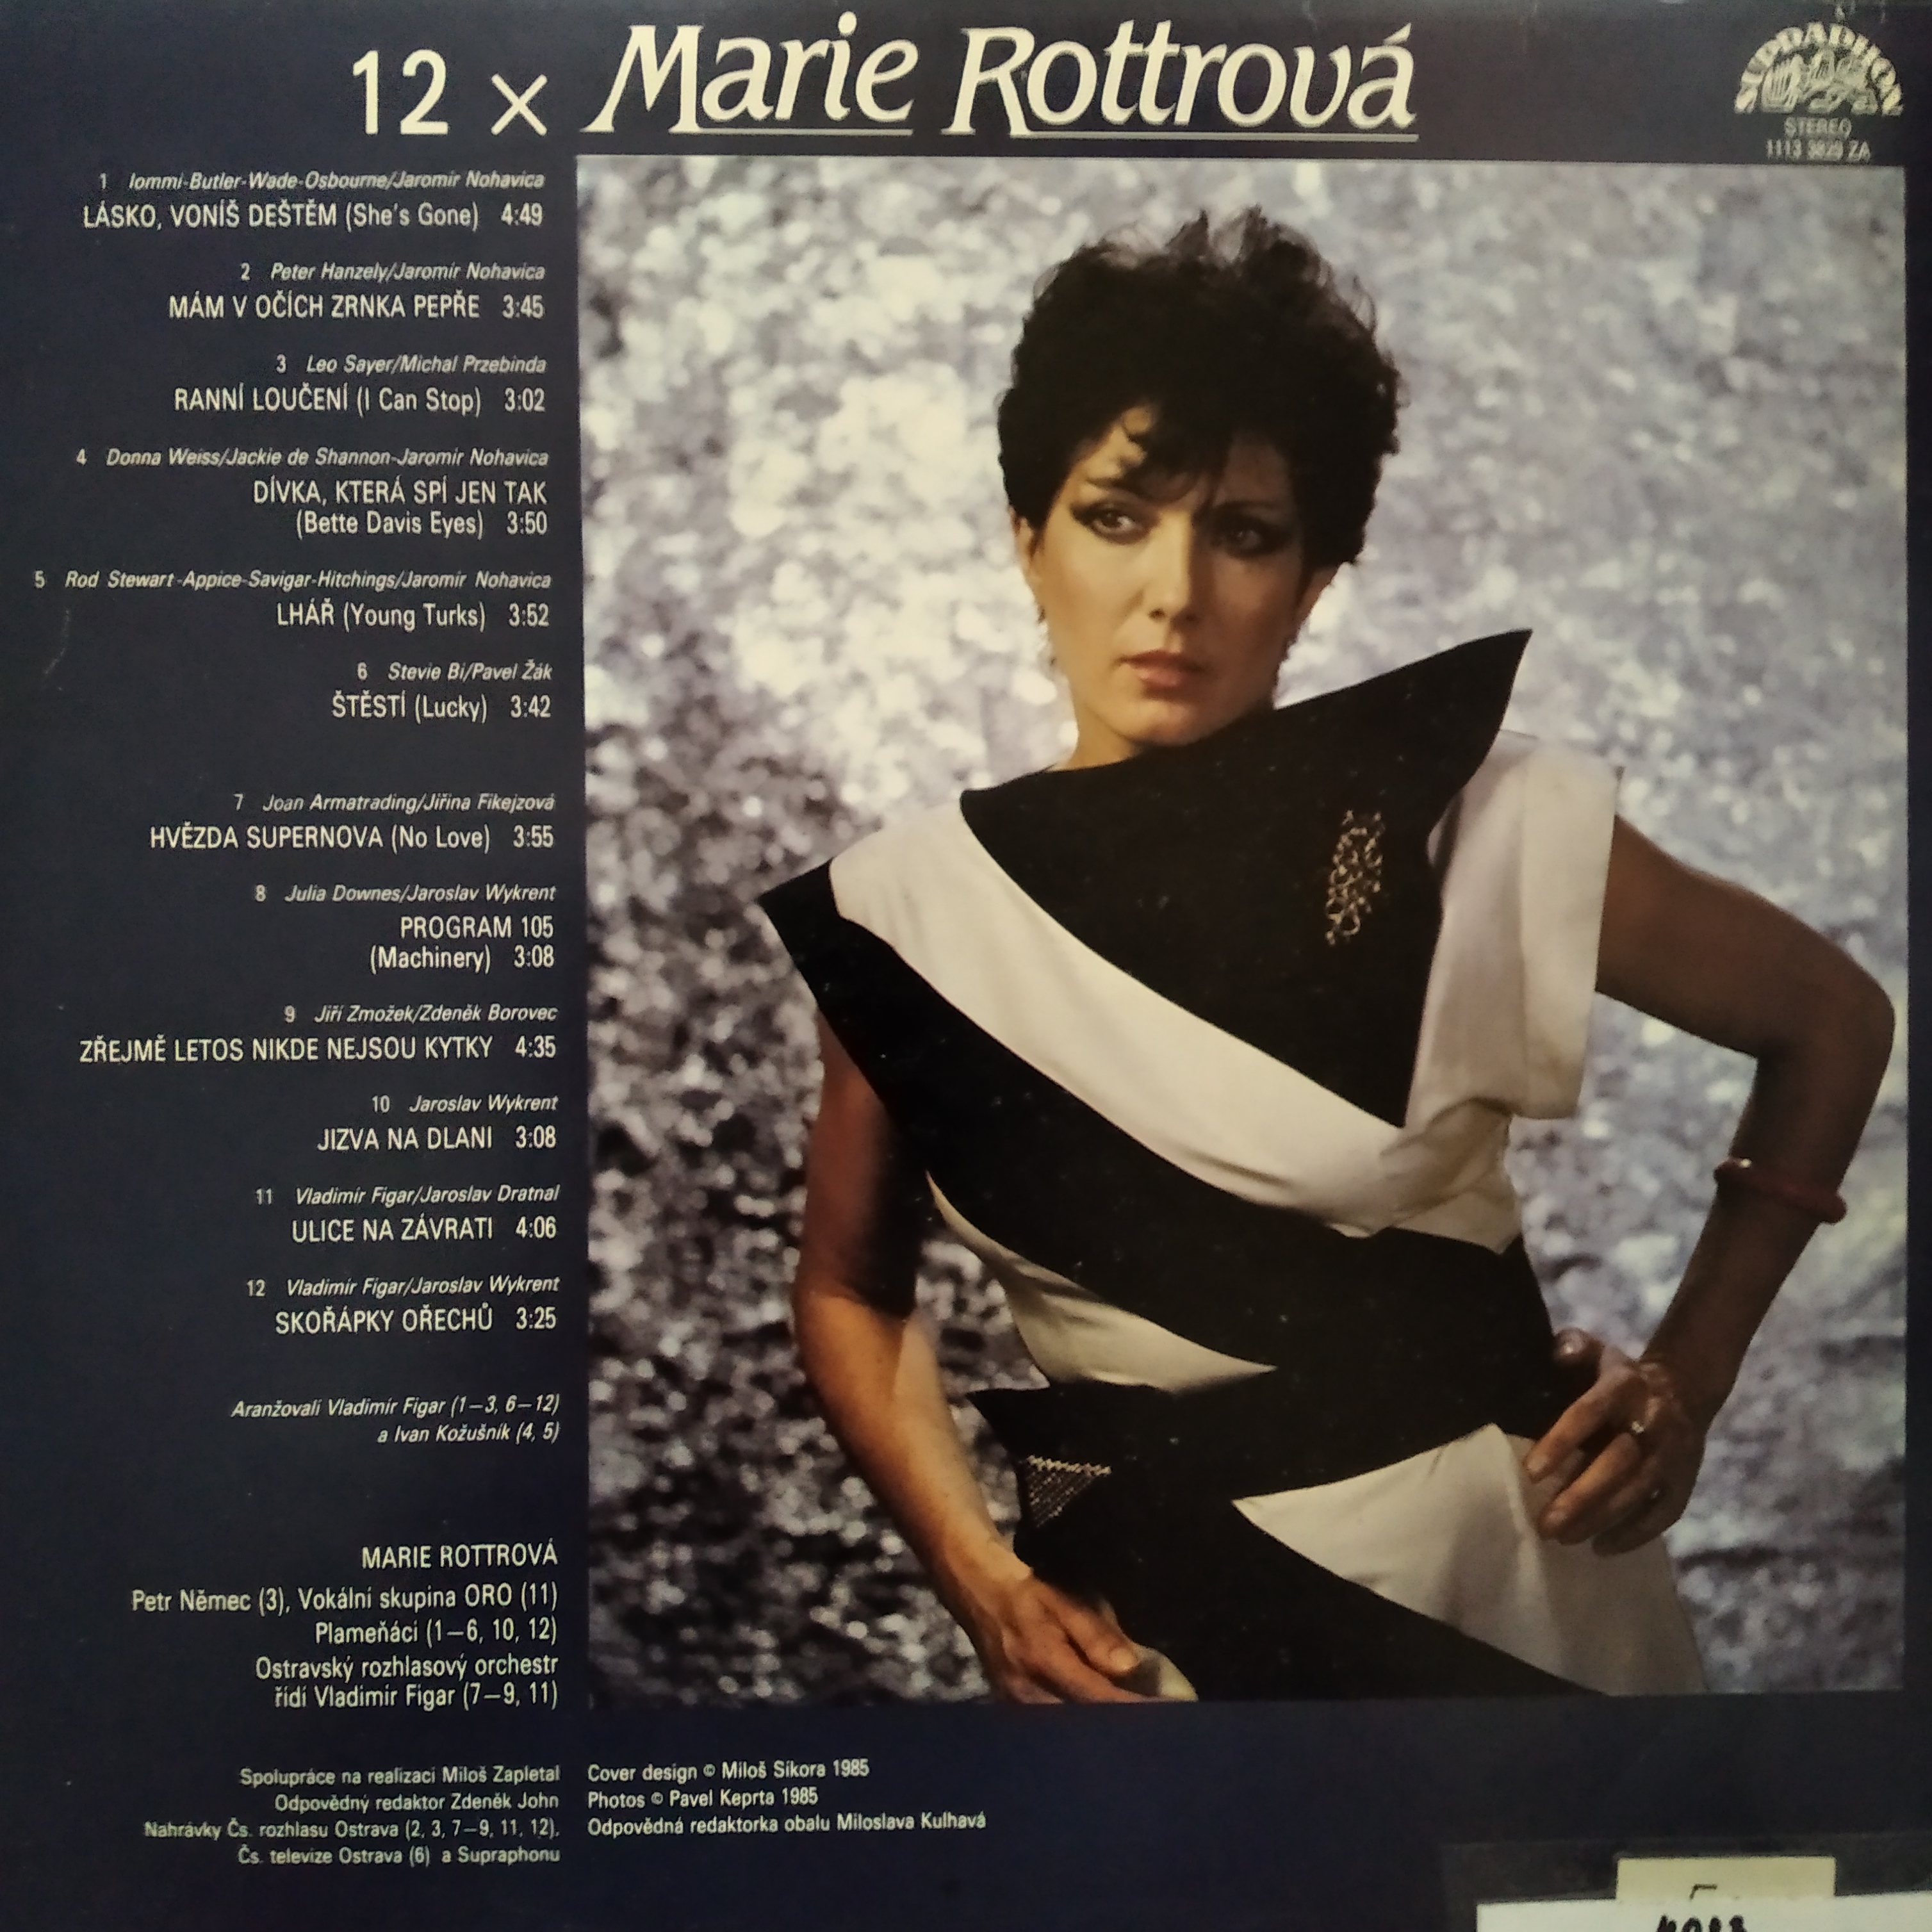 12 × Marie Rottrová
SUPRAPHON
STEREO
1113 3829 ZA
1 Iommi-Butler-Wade-Osbourne/Jaromír Nohavica
LÁSKO, VONÍŠ DEŠTĚM (She's Gone) 4:49
2 Peter Hanzely/Jaromír Nohavica
MÁM V OČÍCH ZRNKA PEPŘE 3:45
3 Leo Sayer/Michal Przebinda
RANNÍ LOUČENÍ (I Can Stop) 3:02
4 Donna Weiss/Jackie de Shannon-Jaromír Nohavica
DÍVKA, KTERÁ SPÍ JEN TAK
(Bette Davis Eyes) 3:50
5 Rod Stewart-Appice-Savigar-Hitchings/Jaromír Nohavica
LHÁŘ (Young Turks) 3:52
6 Stevie Bi/Pavel Žák
ŠTĚSTÍ (Lucky) 3:42
7 Joan Armatrading/Jiřina Fikejzová
HVĚZDA SUPERNOVA (No Love) 3:55
8 Julia Downes/Jaroslav Wykrent
PROGRAM 105
(Machinery) 3:08
9 Jiří Zmožek/Zdeněk Borovec
ZŘEJMĚ LETOS NIKDE NEJSOU KYTKY 4:35
10 Jaroslav Wykrent
JIZVA NA DLANI 3:08
11 Vladimír Figar/Jaroslav Dratnal
ULICE NA ZÁVRATI 4:06
12 Vladimír Figar/Jaroslav Wykrent
SKOŘÁPKY OŘECHŮ 3:25
Aranžovali Vladimír Figar (1–3, 6–12)
a Ivan Kožušník (4, 5)
MARIE ROTTROVÁ
Petr Němec (3), Vokální skupina ORO (11)
Plameňáci (1–6, 10, 12)
Ostravský rozhlasový orchestr
řídí Vladimír Figar (7–9, 11)
Spolupráce na realizaci Miloš Zapletal
Odpovědný redaktor Zdeněk John
Nahrávky Čs. rozhlasu Ostrava (2, 3, 7–9, 11, 12),
Čs. televize Ostrava (6) a Supraphonu
Cover design © Miloš Síkora 1985
Photos © Pavel Keprta 1985
Odpovědná redaktorka obalu Miloslava Kulhavá